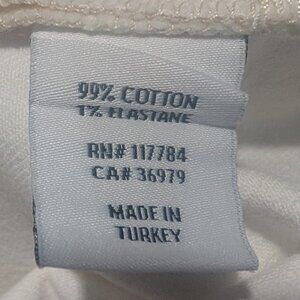 99% COTTON
1% ELASTANE
RN# 117784
CA# 36979
MADE IN
TURKEY